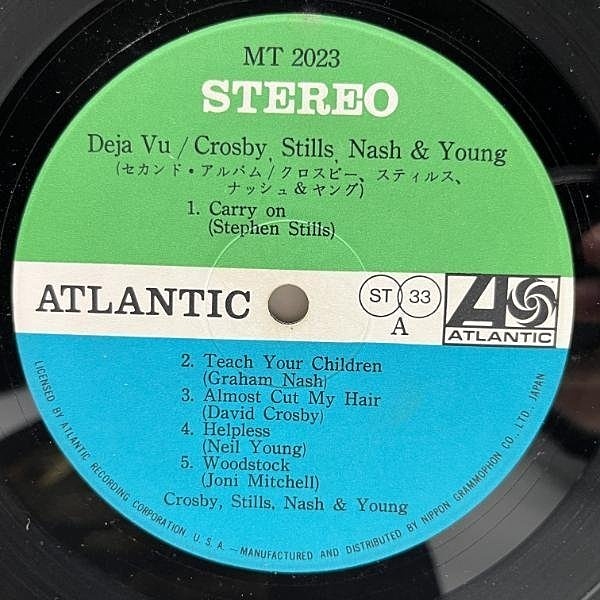 MT 2023
STEREO
Deja Vu / Crosby, Stills, Nash & Young
(セカンド・アルバム / クロスビー、スティルス、
ナッシュ & ヤング)
1. Carry on
(Stephen Stills)
ATLANTIC
ST 33
A
ATLANTIC
2. Teach Your Children
(Graham Nash)
3. Almost Cut My Hair
(David Crosby)
4. Helpless
(Neil Young)
5. Woodstock
(Joni Mitchell)
Crosby, Stills, Nash & Young
LICENSED BY ATLANTIC RECORDING CORPORATION, U. S. A. —MANUFACTURED AND DISTRIBUTED BY NIPPON GRAMMOPHON CO., LTD. JAPAN